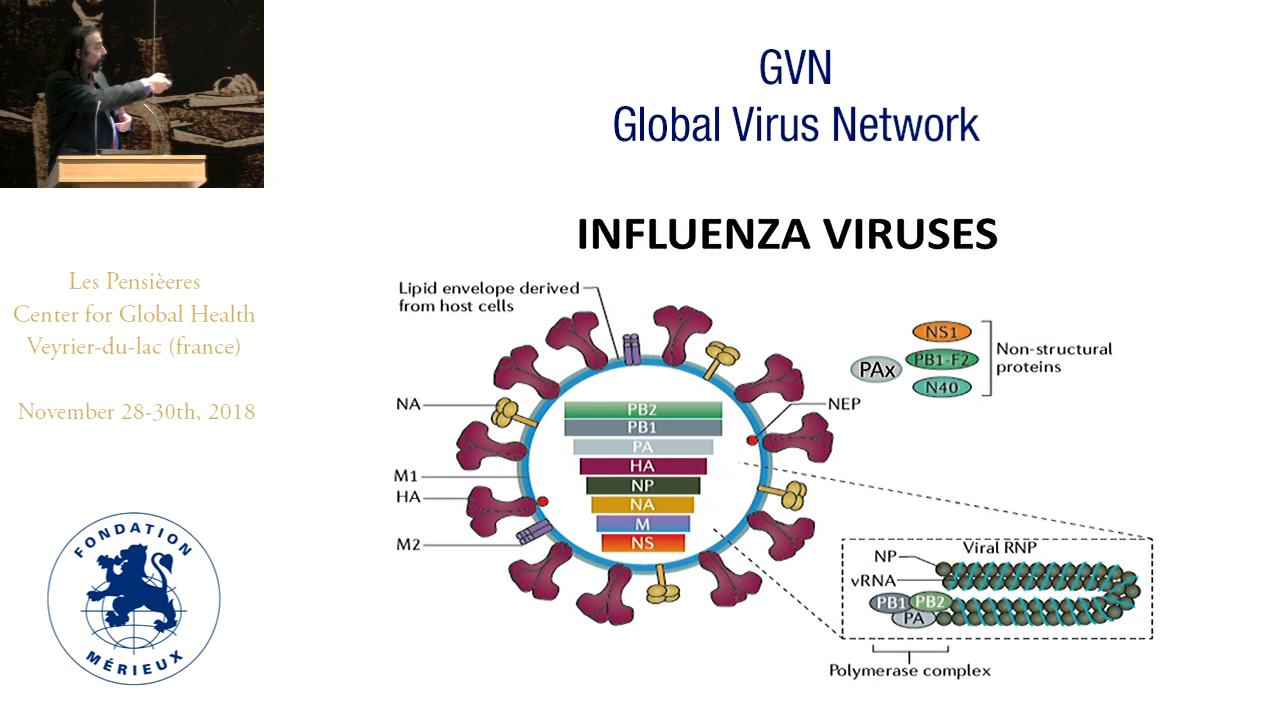 GVN
Global Virus Network
INFLUENZA VIRUSES
Les Pensièeres
Center for Global Health
Veyrier-du-lac (france)
November 28-30th, 2018
FONDATION
MÉRIEUX
Lipid envelope derived
from host cells
NA
M1
HA
M2
PB2
PB1
PA
HA
NP
NA
M
NS
NEP
PAx
NS1
PB1-F2
N40
Non-structural
proteins
Viral RNP
NP
vRNA
PB1
PB2
PA
Polymerase complex